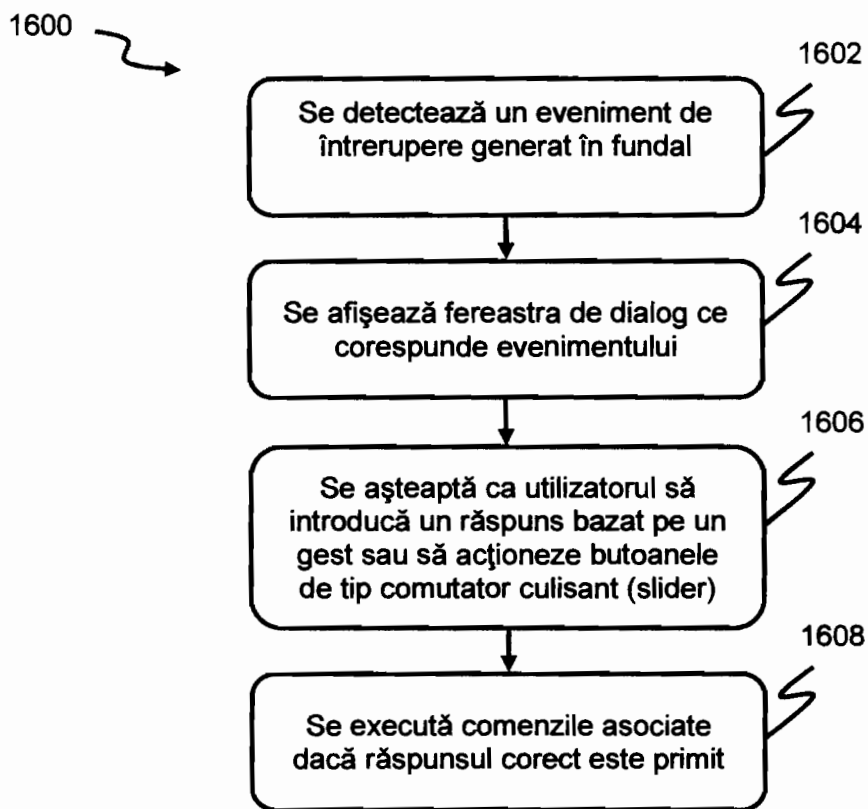 1600
1602
Se detectează un eveniment de
întrerupere generat în fundal
1604
Se afişează fereastra de dialog ce
corespunde evenimentului
1606
Se aşteaptă ca utilizatorul să
introducă un răspuns bazat pe un
gest sau să acţioneze butoanele
de tip comutator culisant (slider)
1608
Se execută comenzile asociate
dacă răspunsul corect este primit